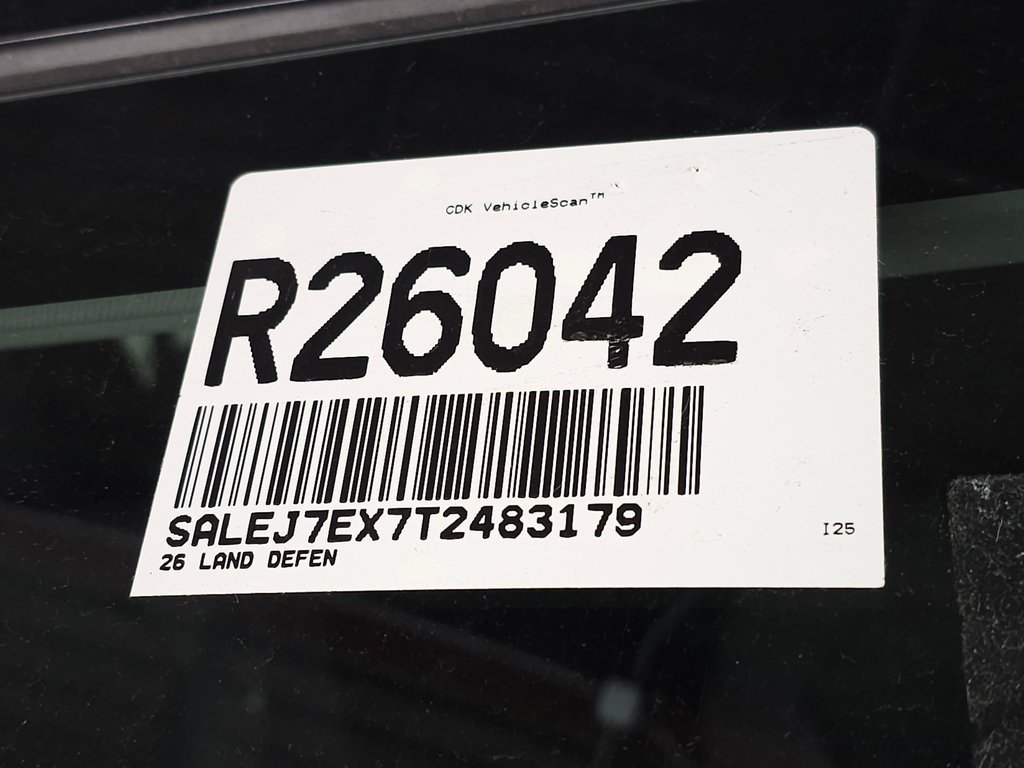 CDK VehicleScan™
R26042
SALEJ7EX7T2483179
26 LAND DEFEN
I25